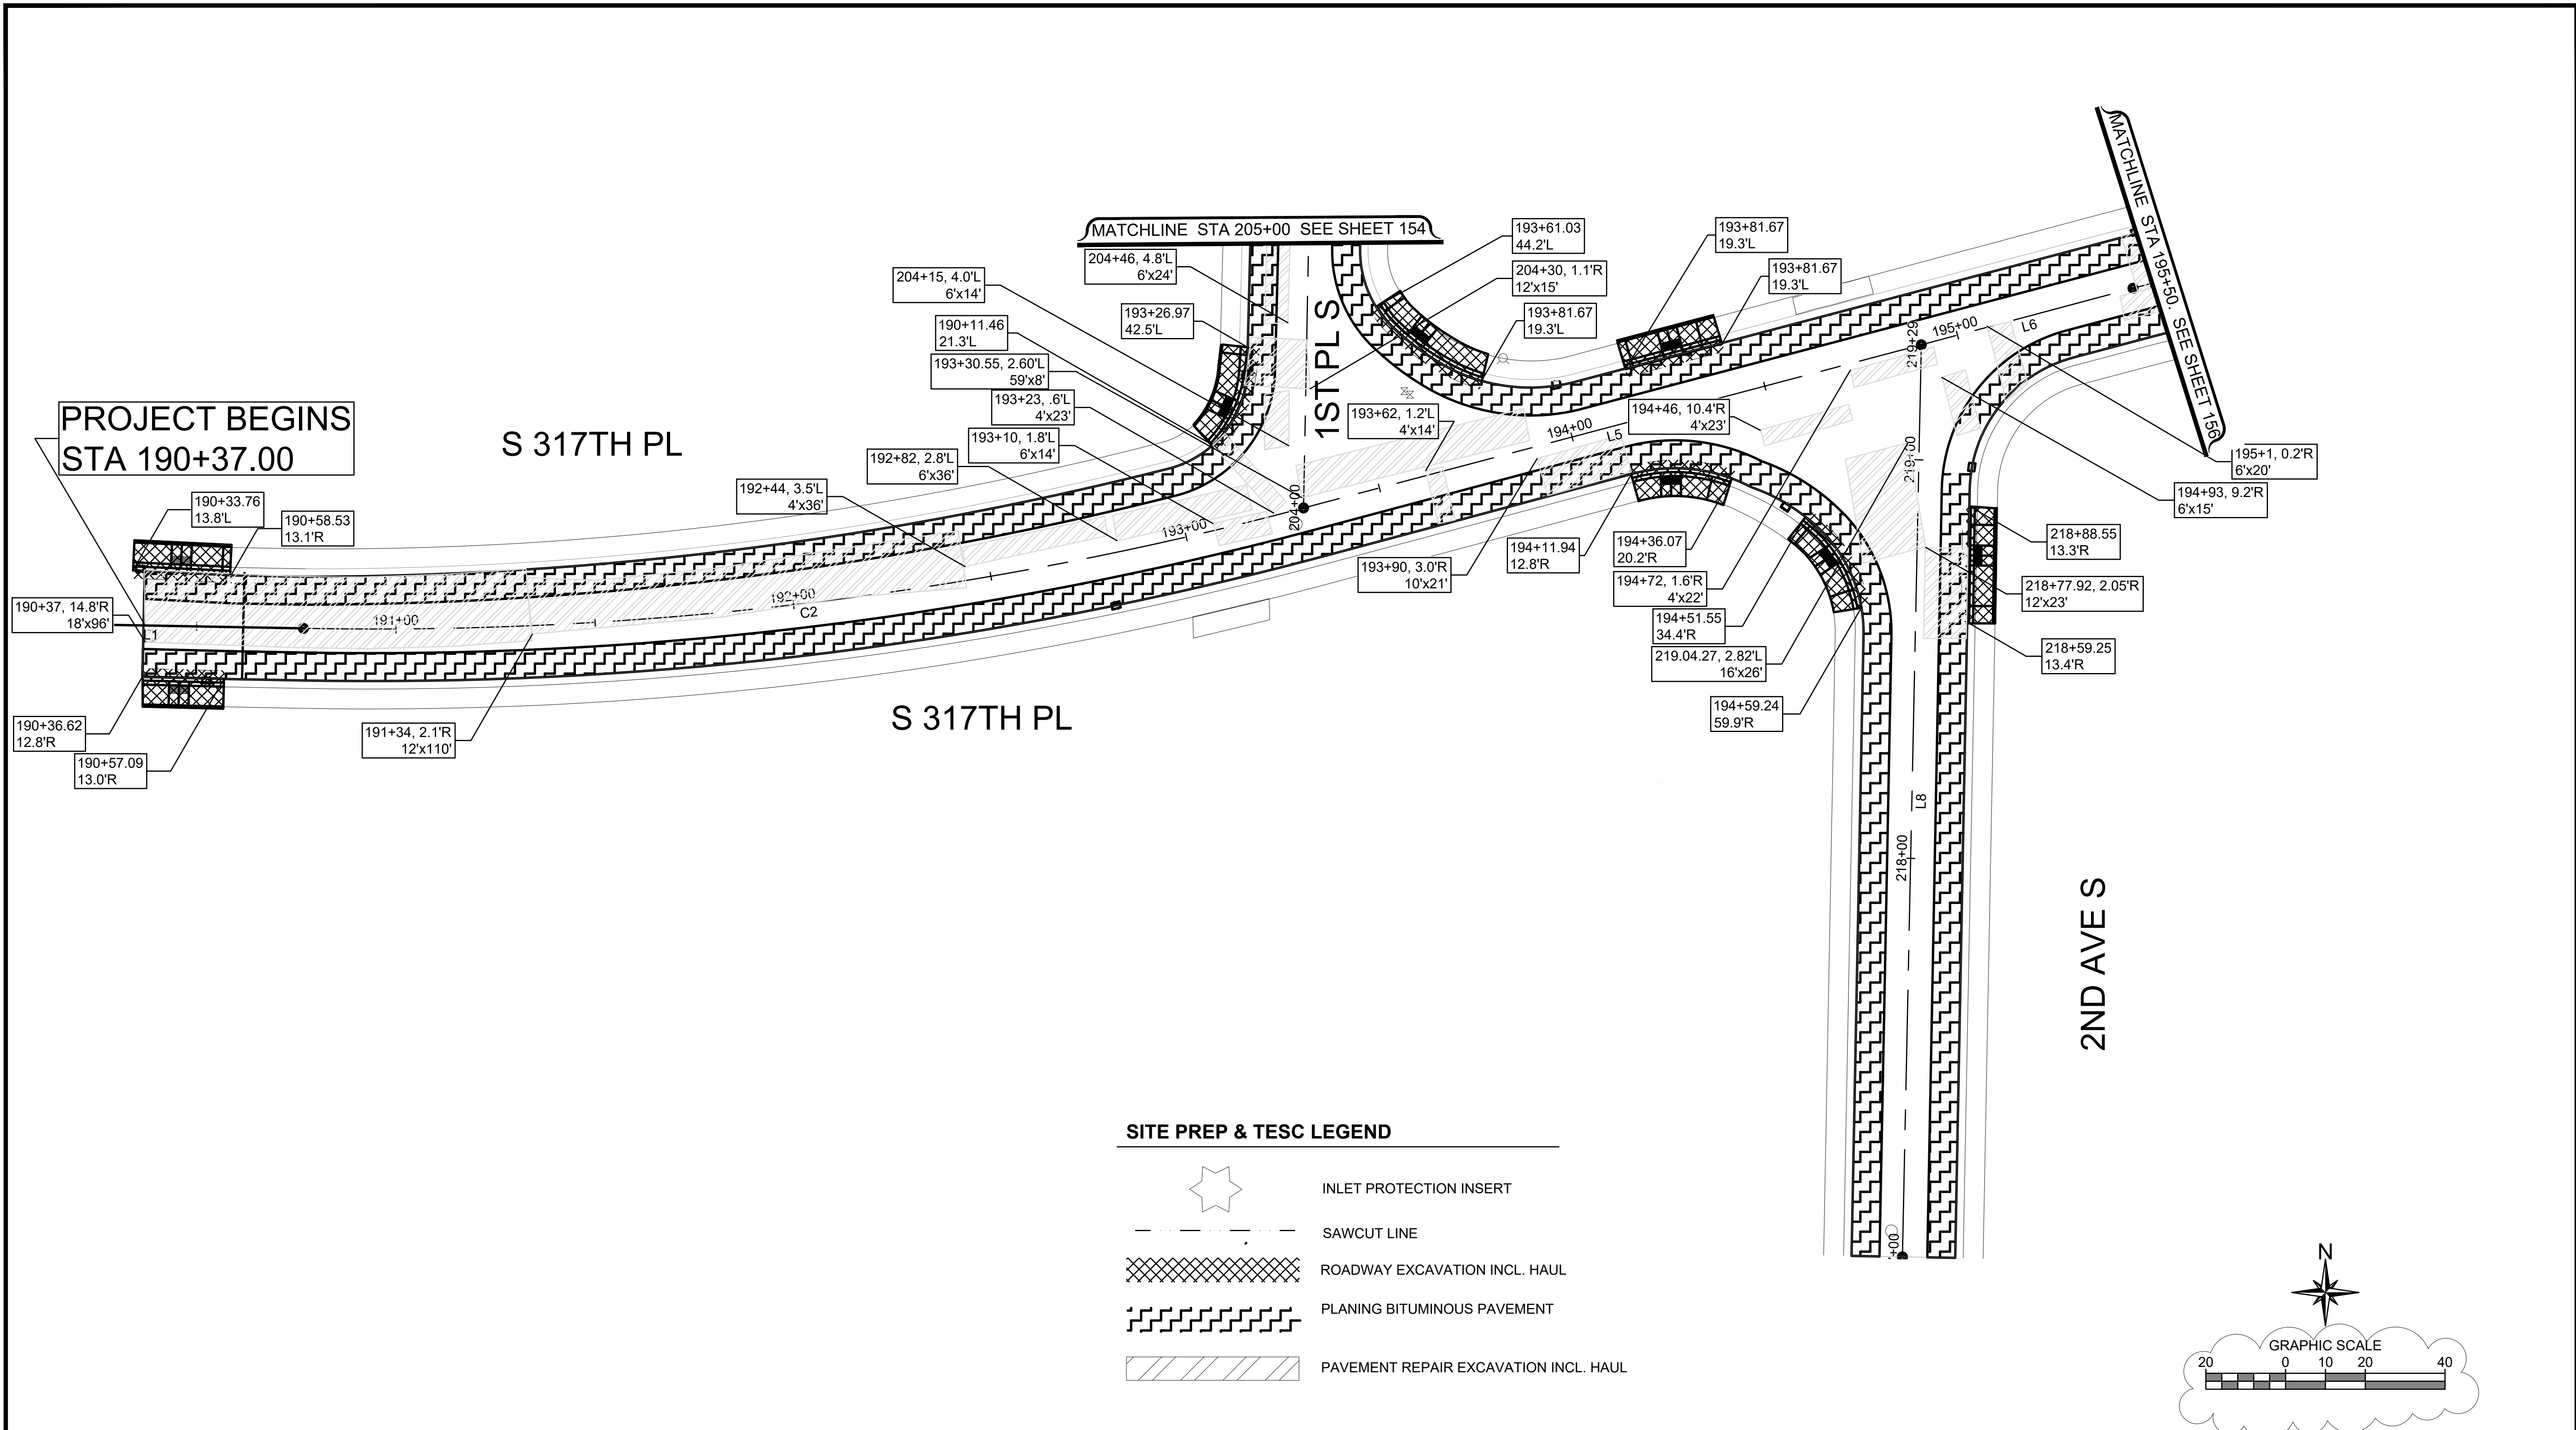 MATCHLINE STA 205+00 SEE SHEET 154
MATCHLINE STA 195+50. SEE SHEET 156
PROJECT BEGINS
STA 190+37.00
S 317TH PL
S 317TH PL
1ST PL S
2ND AVE S
190+33.76
13.8'L
190+58.53
13.1'R
190+37, 14.8'R
18'x96'
190+36.62
12.8'R
190+57.09
13.0'R
191+34, 2.1'R
12'x110'
192+44, 3.5'L
4'x36'
192+82, 2.8'L
6'x36'
193+10, 1.8'L
6'x14'
193+23, .6'L
4'x23'
193+30.55, 2.60'L
59'x8'
190+11.46
21.3'L
204+15, 4.0'L
6'x14'
204+46, 4.8'L
6'x24'
193+26.97
42.5'L
193+61.03
44.2'L
204+30, 1.1'R
12'x15'
193+81.67
19.3'L
193+81.67
19.3'L
193+81.67
19.3'L
193+62, 1.2'L
4'x14'
194+46, 10.4'R
4'x23'
193+90, 3.0'R
10'x21'
194+11.94
12.8'R
194+36.07
20.2'R
194+72, 1.6'R
4'x22'
194+51.55
34.4'R
219.04.27, 2.82'L
16'x26'
194+59.24
59.9'R
195+1, 0.2'R
6'x20'
194+93, 9.2'R
6'x15'
218+88.55
13.3'R
218+77.92, 2.05'R
12'x23'
218+59.25
13.4'R
L1
191+00
192+00
C2
193+00
204+00
194+00
L5
195+00
L6
219+29
219+00
L8
218+00
+00
SITE PREP & TESC LEGEND
INLET PROTECTION INSERT
SAWCUT LINE
ROADWAY EXCAVATION INCL. HAUL
PLANING BITUMINOUS PAVEMENT
PAVEMENT REPAIR EXCAVATION INCL. HAUL
N
GRAPHIC SCALE
20 0 10 20 40